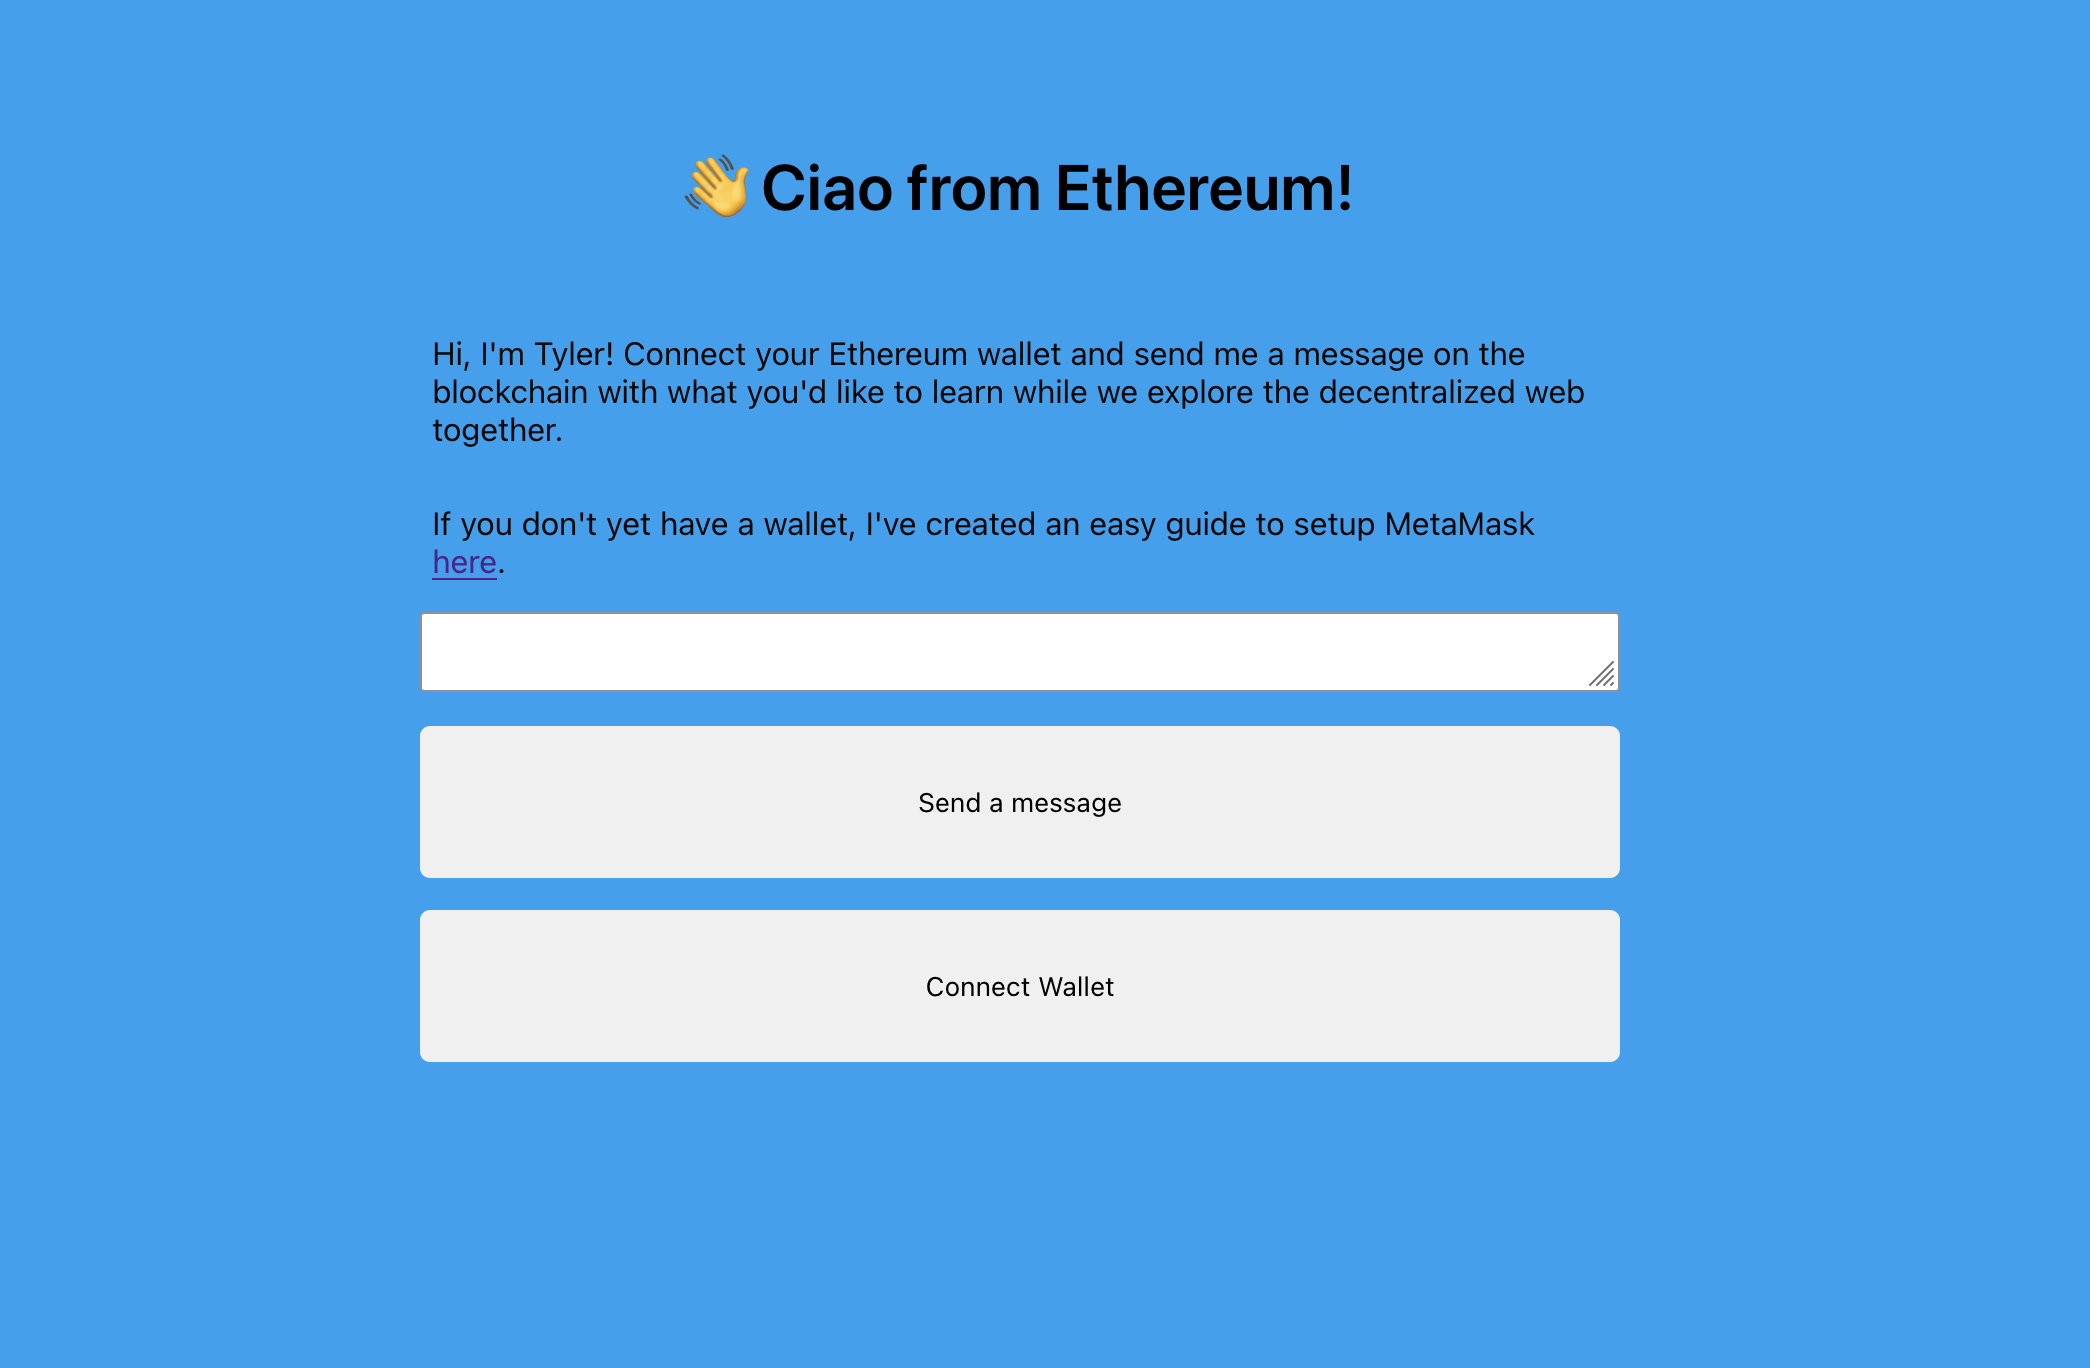 👋 Ciao from Ethereum!
Hi, I'm Tyler! Connect your Ethereum wallet and send me a message on the
blockchain with what you'd like to learn while we explore the decentralized web
together.
If you don't yet have a wallet, I've created an easy guide to setup MetaMask
here.
Send a message
Connect Wallet